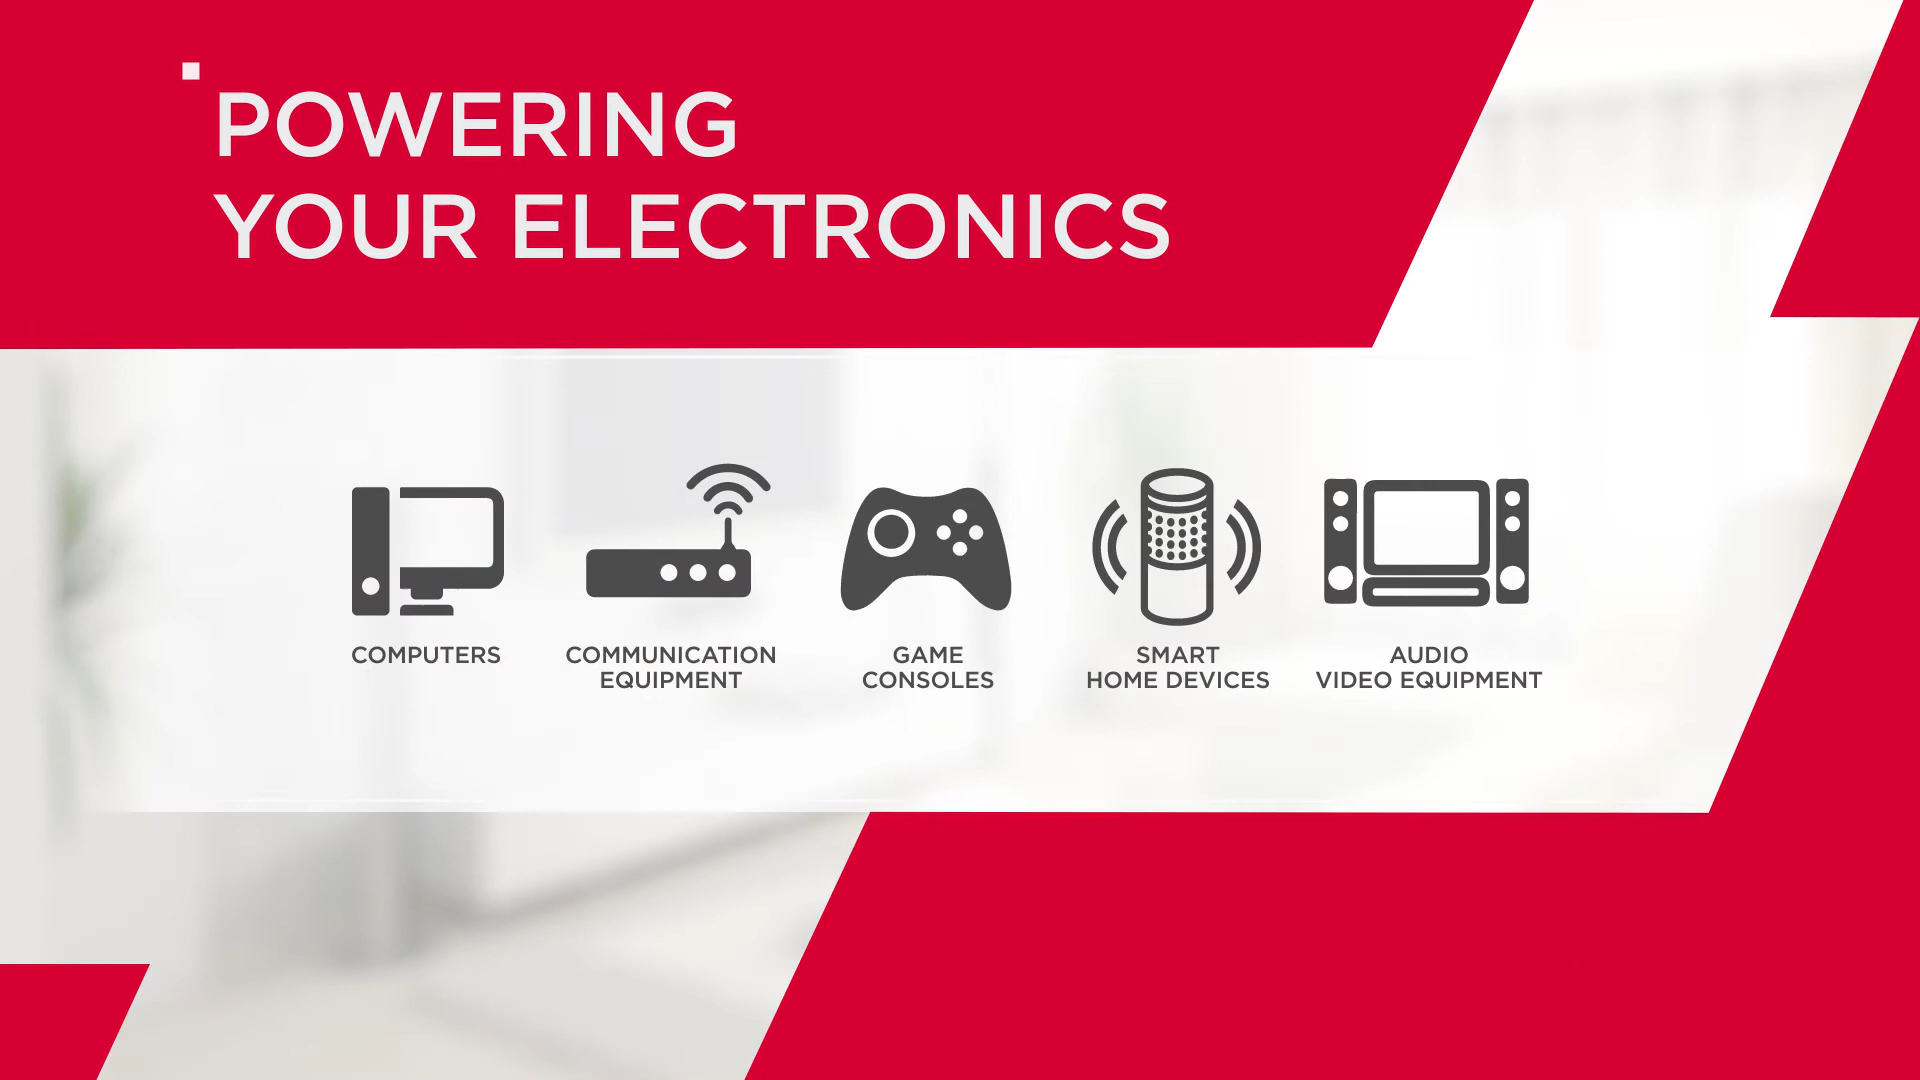 POWERING
YOUR ELECTRONICS
COMPUTERS
COMMUNICATION
EQUIPMENT
GAME
CONSOLES
SMART
HOME DEVICES
AUDIO
VIDEO EQUIPMENT